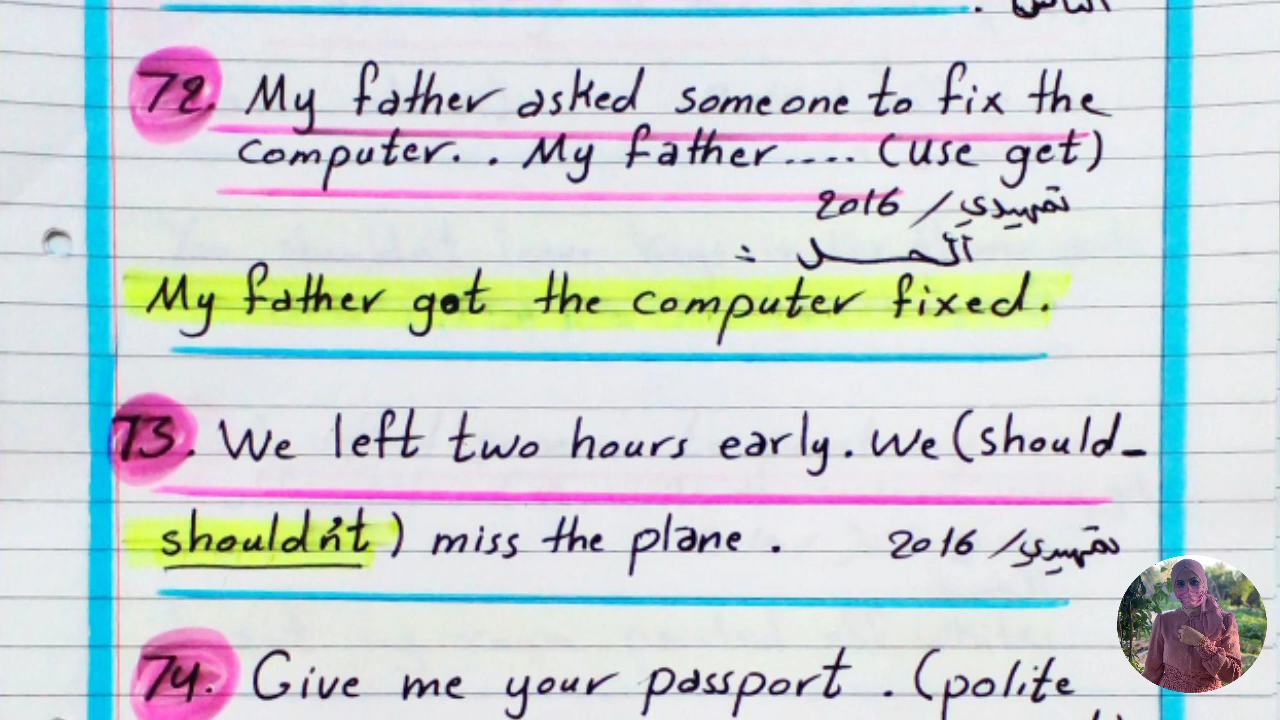 الناس .
72. My father asked someone to fix the
computer. . My father.... (use get)
تمهيدي / 2016
الحل :
My father got the computer fixed.
73. We left two hours early. We (should-
shouldn't) miss the plane .
تمهيدي / 2016
74. Give me your passport . (polite